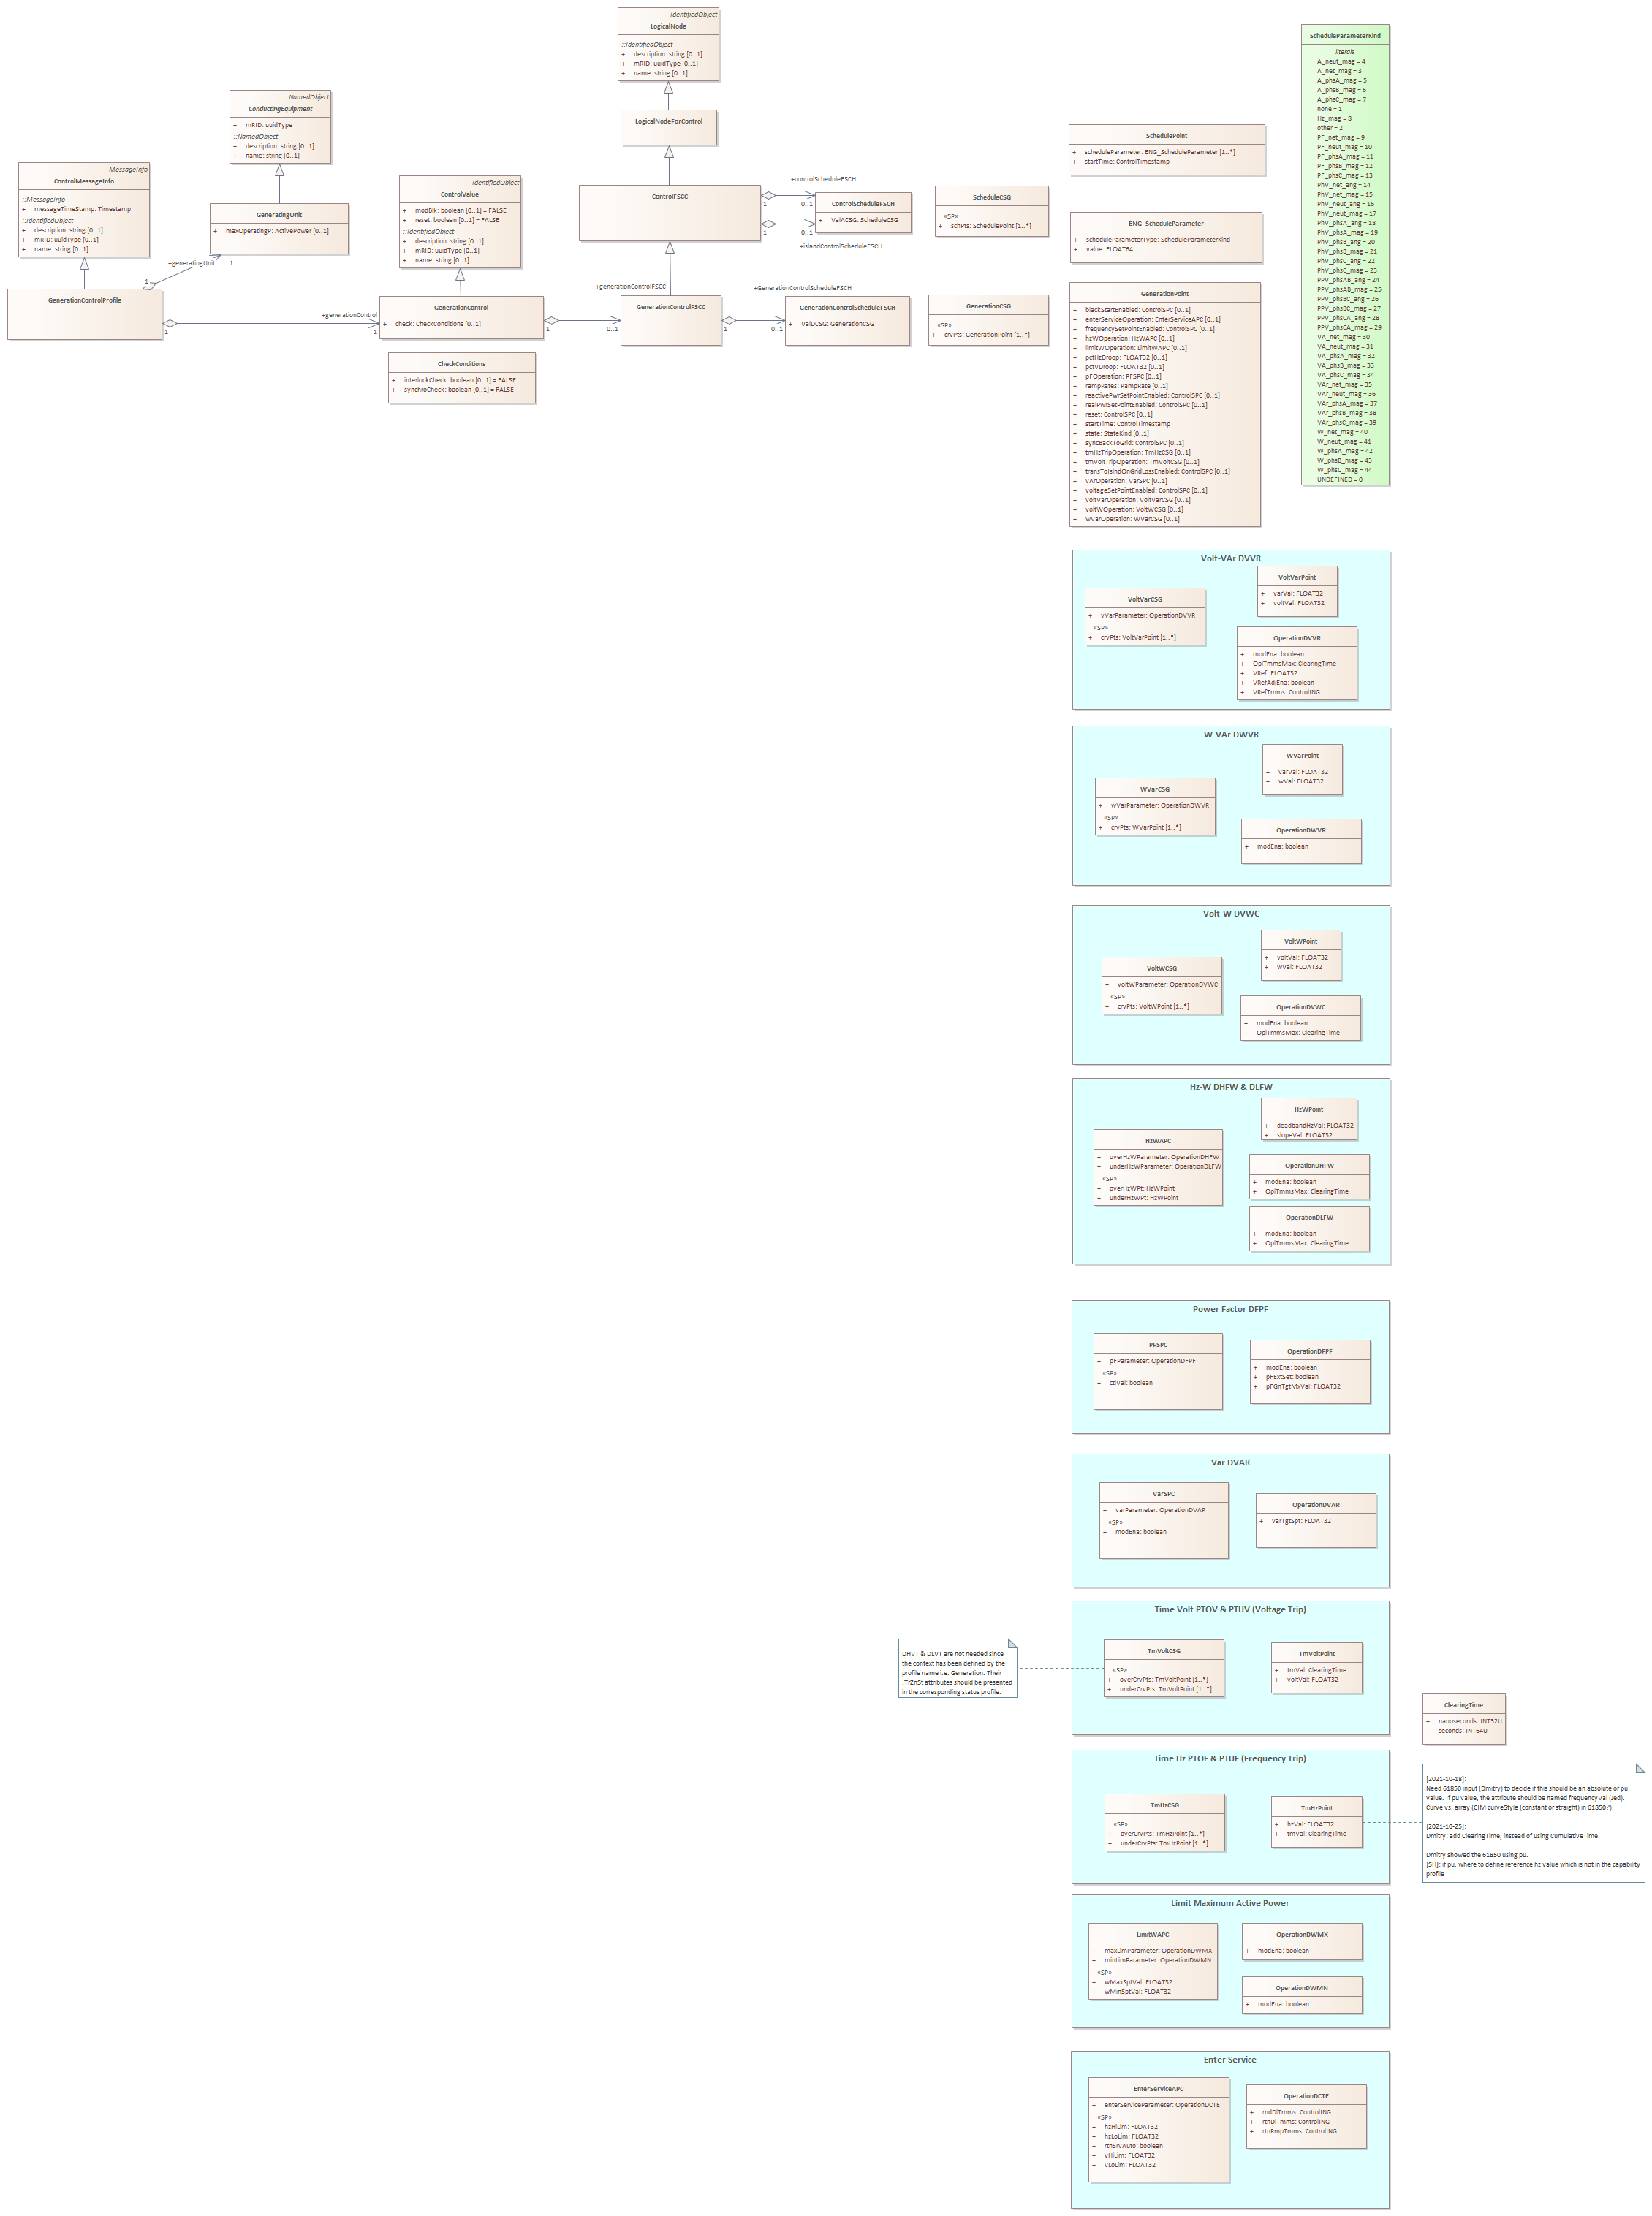 IdentifiedObject
LogicalNode
::IdentifiedObject
+ description: string [0..1]
+ mRID: uuidType [0..1]
+ name: string [0..1]
LogicalNodeForControl
NamedObject
ConductingEquipment
+ mRID: uuidType
::NamedObject
+ description: string [0..1]
+ name: string [0..1]
MessageInfo
ControlMessageInfo
::MessageInfo
+ messageTimeStamp: Timestamp
::IdentifiedObject
+ description: string [0..1]
+ mRID: uuidType [0..1]
+ name: string [0..1]
GeneratingUnit
+ maxOperatingP: ActivePower [0..1]
+generatingUnit
1
1
GenerationControlProfile
1
+generationControl
1
IdentifiedObject
ControlValue
+ modBlk: boolean [0..1] = FALSE
+ reset: boolean [0..1] = FALSE
::IdentifiedObject
+ description: string [0..1]
+ mRID: uuidType [0..1]
+ name: string [0..1]
GenerationControl
+ check: CheckConditions [0..1]
CheckConditions
+ interlockCheck: boolean [0..1] = FALSE
+ synchroCheck: boolean [0..1] = FALSE
1
+generationControlFSCC
0..1
ControlFSCC
+controlScheduleFSCH
1
0..1
1
0..1
+islandControlScheduleFSCH
ControlScheduleFSCH
+ ValACSG: ScheduleCSG
GenerationControlFSCC
1
+GenerationControlScheduleFSCH
0..1
GenerationControlScheduleFSCH
+ ValDCSG: GenerationCSG
ScheduleCSG
«SP»
+ schPts: SchedulePoint [1..*]
GenerationCSG
«SP»
+ crvPts: GenerationPoint [1..*]
SchedulePoint
+ scheduleParameter: ENG_ScheduleParameter [1..*]
+ startTime: ControlTimestamp
ENG_ScheduleParameter
+ scheduleParameterType: ScheduleParameterKind
+ value: FLOAT64
GenerationPoint
+ blackStartEnabled: ControlSPC [0..1]
+ enterServiceOperation: EnterServiceAPC [0..1]
+ frequencySetPointEnabled: ControlSPC [0..1]
+ hzWOperation: HzWAPC [0..1]
+ limitWOperation: LimitWAPC [0..1]
+ pctHzDroop: FLOAT32 [0..1]
+ pctVDroop: FLOAT32 [0..1]
+ pFOperation: PFSPC [0..1]
+ rampRates: RampRate [0..1]
+ reactivePwrSetPointEnabled: ControlSPC [0..1]
+ realPwrSetPointEnabled: ControlSPC [0..1]
+ reset: ControlSPC [0..1]
+ startTime: ControlTimestamp
+ state: StateKind [0..1]
+ syncBackToGrid: ControlSPC [0..1]
+ tmHzTripOperation: TmHzCSG [0..1]
+ tmVoltTripOperation: TmVoltCSG [0..1]
+ transToIslndOnGridLossEnabled: ControlSPC [0..1]
+ vArOperation: VarSPC [0..1]
+ voltageSetPointEnabled: ControlSPC [0..1]
+ voltVarOperation: VoltVarCSG [0..1]
+ voltWOperation: VoltWCSG [0..1]
+ wVarOperation: WVarCSG [0..1]
ScheduleParameterKind
literals
A_neut_mag = 4
A_net_mag = 3
A_phsA_mag = 5
A_phsB_mag = 6
A_phsC_mag = 7
none = 1
Hz_mag = 8
other = 2
PF_net_mag = 9
PF_neut_mag = 10
PF_phsA_mag = 11
PF_phsB_mag = 12
PF_phsC_mag = 13
PhV_net_ang = 14
PhV_net_mag = 15
PhV_neut_ang = 16
PhV_neut_mag = 17
PhV_phsA_ang = 18
PhV_phsA_mag = 19
PhV_phsB_ang = 20
PhV_phsB_mag = 21
PhV_phsC_ang = 22
PhV_phsC_mag = 23
PPV_phsAB_ang = 24
PPV_phsAB_mag = 25
PPV_phsBC_ang = 26
PPV_phsBC_mag = 27
PPV_phsCA_ang = 28
PPV_phsCA_mag = 29
VA_net_mag = 30
VA_neut_mag = 31
VA_phsA_mag = 32
VA_phsB_mag = 33
VA_phsC_mag = 34
VAr_net_mag = 35
VAr_neut_mag = 36
VAr_phsA_mag = 37
VAr_phsB_mag = 38
VAr_phsC_mag = 39
W_net_mag = 40
W_neut_mag = 41
W_phsA_mag = 42
W_phsB_mag = 43
W_phsC_mag = 44
UNDEFINED = 0
Volt-VAr DVVR
VoltVarCSG
+ vVarParameter: OperationDVVR
«SP»
+ crvPts: VoltVarPoint [1..*]
VoltVarPoint
+ varVal: FLOAT32
+ voltVal: FLOAT32
OperationDVVR
+ modEna: boolean
+ OplTmmsMax: ClearingTime
+ VRef: FLOAT32
+ VRefAdjEna: boolean
+ VRefTmms: ControlING
W-VAr DWVR
WVarCSG
+ wVarParameter: OperationDWVR
«SP»
+ crvPts: WVarPoint [1..*]
WVarPoint
+ varVal: FLOAT32
+ wVal: FLOAT32
OperationDWVR
+ modEna: boolean
Volt-W DVWC
VoltWCSG
+ voltWParameter: OperationDVWC
«SP»
+ crvPts: VoltWPoint [1..*]
VoltWPoint
+ voltVal: FLOAT32
+ wVal: FLOAT32
OperationDVWC
+ modEna: boolean
+ OplTmmsMax: ClearingTime
Hz-W DHFW & DLFW
HzWAPC
+ overHzWParameter: OperationDHFW
+ underHzWParameter: OperationDLFW
«SP»
+ overHzWPt: HzWPoint
+ underHzWPt: HzWPoint
HzWPoint
+ deadbandHzVal: FLOAT32
+ slopeVal: FLOAT32
OperationDHFW
+ modEna: boolean
+ OplTmmsMax: ClearingTime
OperationDLFW
+ modEna: boolean
+ OplTmmsMax: ClearingTime
Power Factor DFPF
PFSPC
+ pFParameter: OperationDFPF
«SP»
+ ctlVal: boolean
OperationDFPF
+ modEna: boolean
+ pFExtSet: boolean
+ pFGnTgtMxVal: FLOAT32
Var DVAR
VarSPC
+ varParameter: OperationDVAR
«SP»
+ modEna: boolean
OperationDVAR
+ varTgtSpt: FLOAT32
Time Volt PTOV & PTUV (Voltage Trip)
TmVoltCSG
«SP»
+ overCrvPts: TmVoltPoint [1..*]
+ underCrvPts: TmVoltPoint [1..*]
TmVoltPoint
+ tmVal: ClearingTime
+ voltVal: FLOAT32
DHVT & DLVT are not needed since
the context has been defined by the
profile name i.e. Generation. Their
.TrZnSt attributes should be presented
in the corresponding status profile.
ClearingTime
+ nanoseconds: INT32U
+ seconds: INT64U
Time Hz PTOF & PTUF (Frequency Trip)
TmHzCSG
«SP»
+ overCrvPts: TmHzPoint [1..*]
+ underCrvPts: TmHzPoint [1..*]
TmHzPoint
+ hzVal: FLOAT32
+ tmVal: ClearingTime
[2021-10-18]:
Need 61850 input (Dmitry) to decide if this should be an absolute or pu
value. If pu value, the attribute should be named frequencyVal (Jed).
Curve vs. array (CIM curveStyle (constant or straight) in 61850?)
[2021-10-25]:
Dmitry: add ClearingTime, instead of using CumulativeTime
Dmitry showed the 61850 using pu.
[SH]: if pu, where to define reference hz value which is not in the capability
profile
Limit Maximum Active Power
LimitWAPC
+ maxLimParameter: OperationDWMX
+ minLimParameter: OperationDWMN
«SP»
+ wMaxSptVal: FLOAT32
+ wMinSptVal: FLOAT32
OperationDWMX
+ modEna: boolean
OperationDWMN
+ modEna: boolean
Enter Service
EnterServiceAPC
+ enterServiceParameter: OperationDCTE
«SP»
+ hzHiLim: FLOAT32
+ hzLoLim: FLOAT32
+ rtnSrvAuto: boolean
+ vHiLim: FLOAT32
+ vLoLim: FLOAT32
OperationDCTE
+ rndDlTmms: ControlING
+ rtnDlTmms: ControlING
+ rtnRmpTmms: ControlING